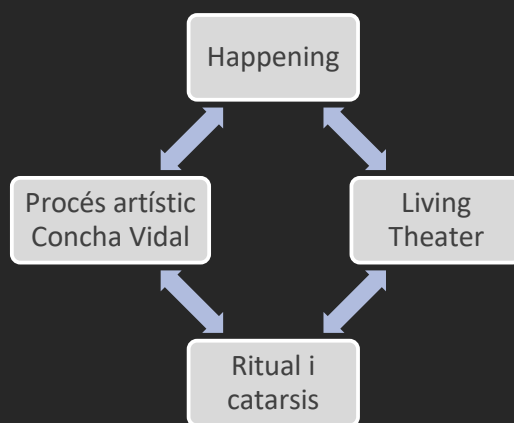 Happening
Procés artístic
Concha Vidal
Living
Theater
Ritual i
catarsis